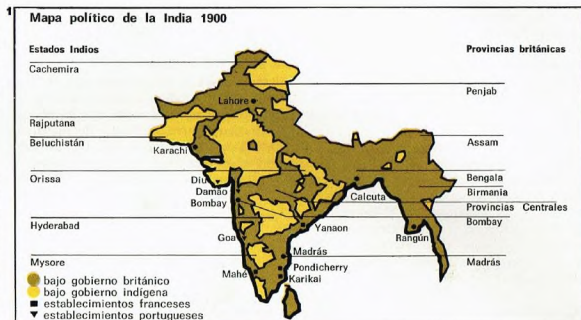 1
Mapa político de la India 1900
Estados Indios
Provincias británicas
Cachemira
Penjab
Lahore
Rajputana
Assam
Beluchistán
Karachi
Orissa
Diu
Bengala
Damão
Calcuta
Birmania
Bombay
Provincias Centrales
Hyderabad
Yanaon
Bombay
Goa
Rangún
Mysore
Madrás
Madrás
Mahé
Pondicherry
Karikai
bajo gobierno británico
bajo gobierno indígena
establecimientos franceses
establecimientos portugueses